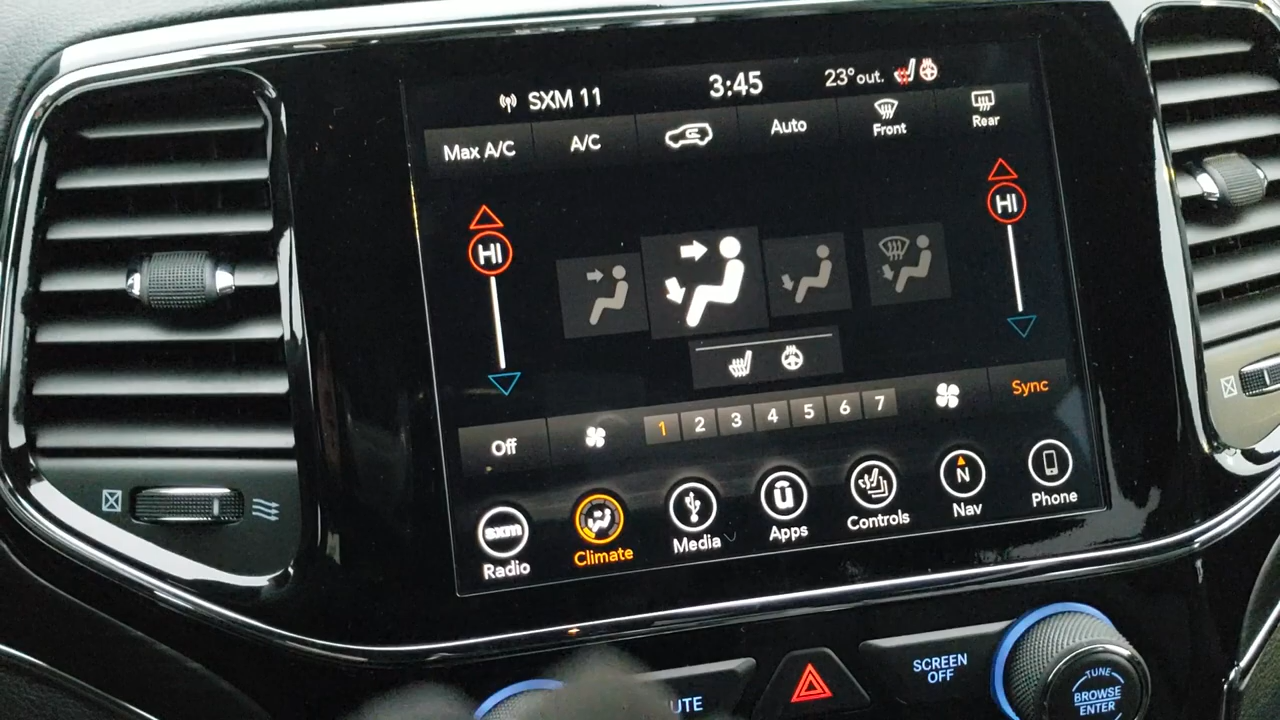 SXM 11
3:45
23° out.
Max A/C
A/C
Auto
Front
Rear
HI
HI
Off
1 2 3 4 5 6 7
Sync
sxm
Radio
Climate
Media
Apps
Controls
N
Nav
Phone
SCREEN
OFF
TUNE
BROWSE
ENTER